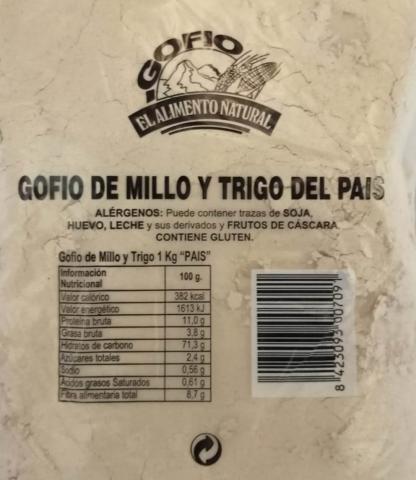 GOFIO
EL ALIMENTO NATURAL
GOFIO DE MILLO Y TRIGO DEL PAIS
ALÉRGENOS: Puede contener trazas de SOJA,
HUEVO, LECHE y sus derivados y FRUTOS DE CÁSCARA
CONTIENE GLUTEN.
Gofio de Millo y Trigo 1 Kg "PAIS"
Información Nutricional 100 g.
Valor calórico 382 kcal
Valor energético 1613 kJ
Proteína bruta 11,0 g
Grasa bruta 3,8 g
Hidratos de carbono 71,3 g
Azúcares totales 2,4 g
Sodio 0,56 g
Ácidos grasos Saturados 0,61 g
Fibra alimentaria total 8,7 g
8 423093 007097